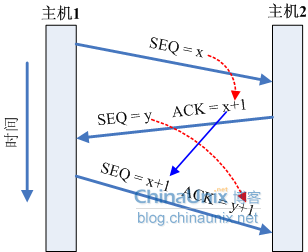 主机1
主机2
SEQ = x
SEQ = y
ACK = x+1
时间
SEQ = x+1
ACK = y+1
ChinaUnix.net 博客
blog.chinaunix.net